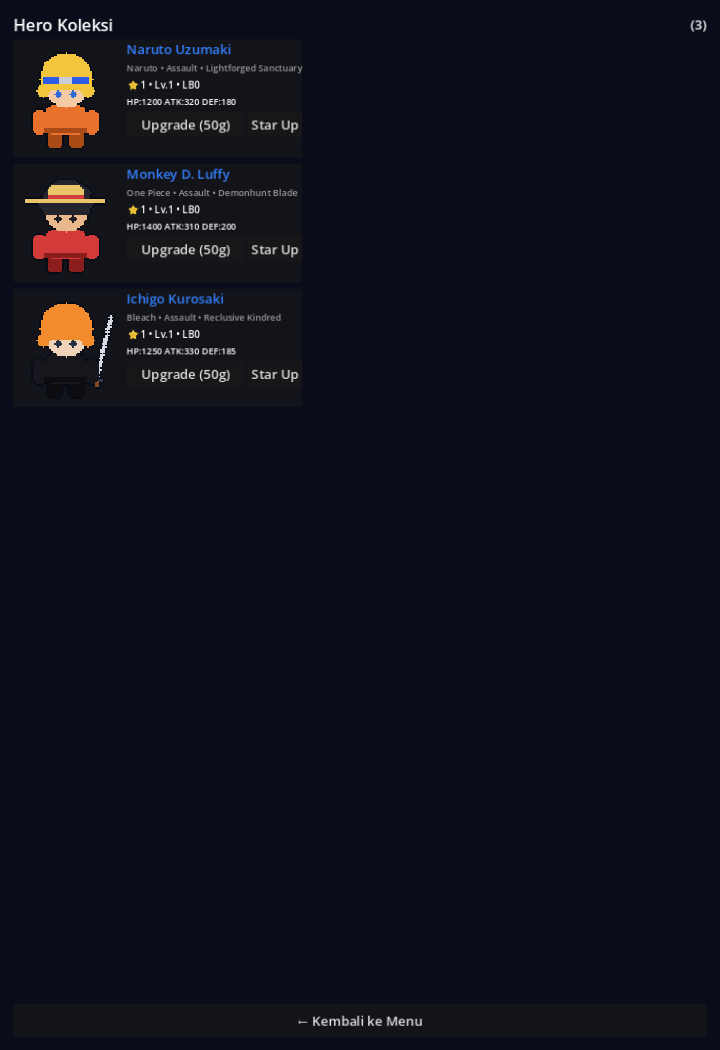 Hero Koleksi (3)
Naruto Uzumaki
Naruto • Assault • Lightforged Sanctuary
⭐ 1 • Lv.1 • LB0
HP:1200 ATK:320 DEF:180
Upgrade (50g) Star Up
Monkey D. Luffy
One Piece • Assault • Demonhunt Blade
⭐ 1 • Lv.1 • LB0
HP:1400 ATK:310 DEF:200
Upgrade (50g) Star Up
Ichigo Kurosaki
Bleach • Assault • Reclusive Kindred
⭐ 1 • Lv.1 • LB0
HP:1250 ATK:330 DEF:185
Upgrade (50g) Star Up
← Kembali ke Menu